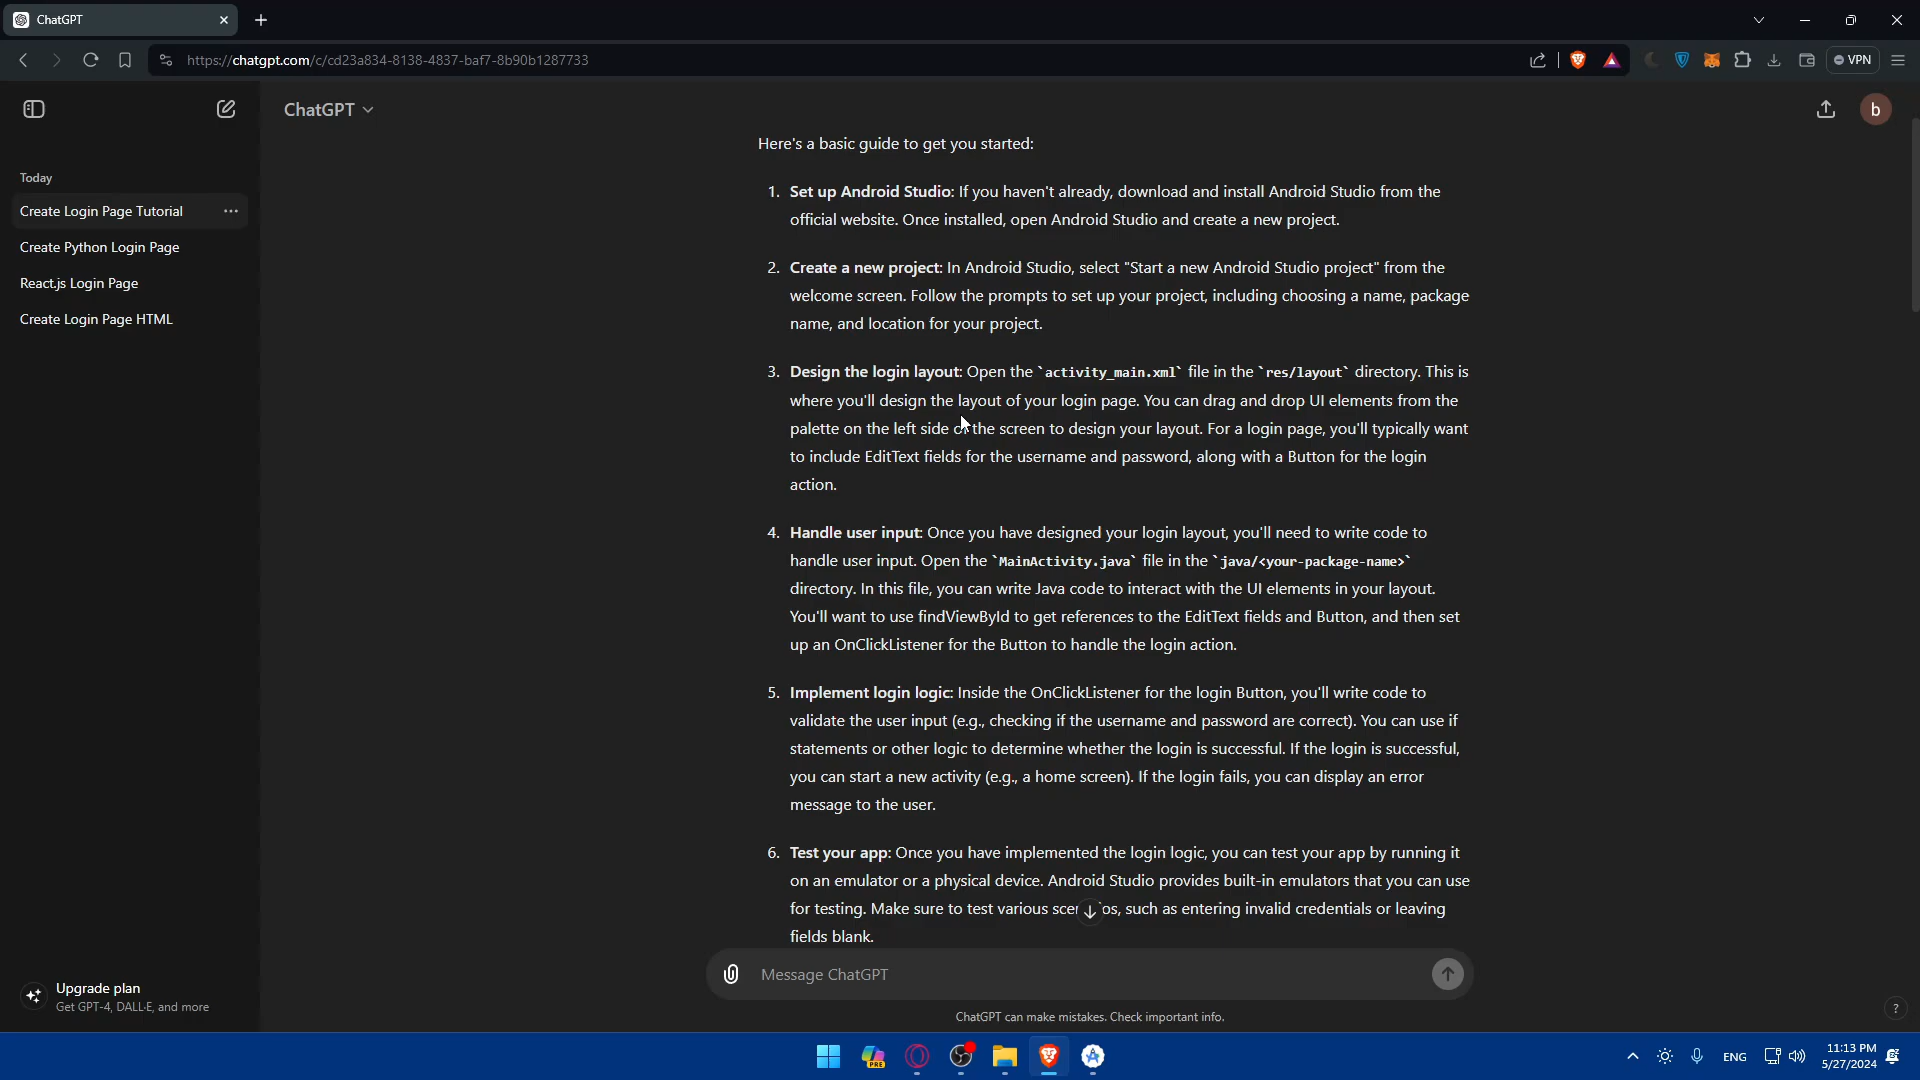 ChatGPT
https://chatgpt.com/c/cd23a834-8138-4837-baf7-8b90b1287733
VPN
ChatGPT
b
Today
Create Login Page Tutorial
Create Python Login Page
React.js Login Page
Create Login Page HTML
Here's a basic guide to get you started:
1. Set up Android Studio: If you haven't already, download and install Android Studio from the
official website. Once installed, open Android Studio and create a new project.
2. Create a new project: In Android Studio, select "Start a new Android Studio project" from the
welcome screen. Follow the prompts to set up your project, including choosing a name, package
name, and location for your project.
3. Design the login layout: Open the `activity_main.xml` file in the `res/layout` directory. This is
where you'll design the layout of your login page. You can drag and drop UI elements from the
palette on the left side of the screen to design your layout. For a login page, you'll typically want
to include EditText fields for the username and password, along with a Button for the login
action.
4. Handle user input: Once you have designed your login layout, you'll need to write code to
handle user input. Open the `MainActivity.java` file in the `java/<your-package-name>`
directory. In this file, you can write Java code to interact with the UI elements in your layout.
You'll want to use findViewById to get references to the EditText fields and Button, and then set
up an OnClickListener for the Button to handle the login action.
5. Implement login logic: Inside the OnClickListener for the login Button, you'll write code to
validate the user input (e.g., checking if the username and password are correct). You can use if
statements or other logic to determine whether the login is successful. If the login is successful,
you can start a new activity (e.g., a home screen). If the login fails, you can display an error
message to the user.
6. Test your app: Once you have implemented the login logic, you can test your app by running it
on an emulator or a physical device. Android Studio provides built-in emulators that you can use
for testing. Make sure to test various such as entering invalid credentials or leaving
fields blank.
Message ChatGPT
ChatGPT can make mistakes. Check important info.
?
Upgrade plan
Get GPT-4, DALL·E, and more
PRE
ENG
11:13 PM
5/27/2024